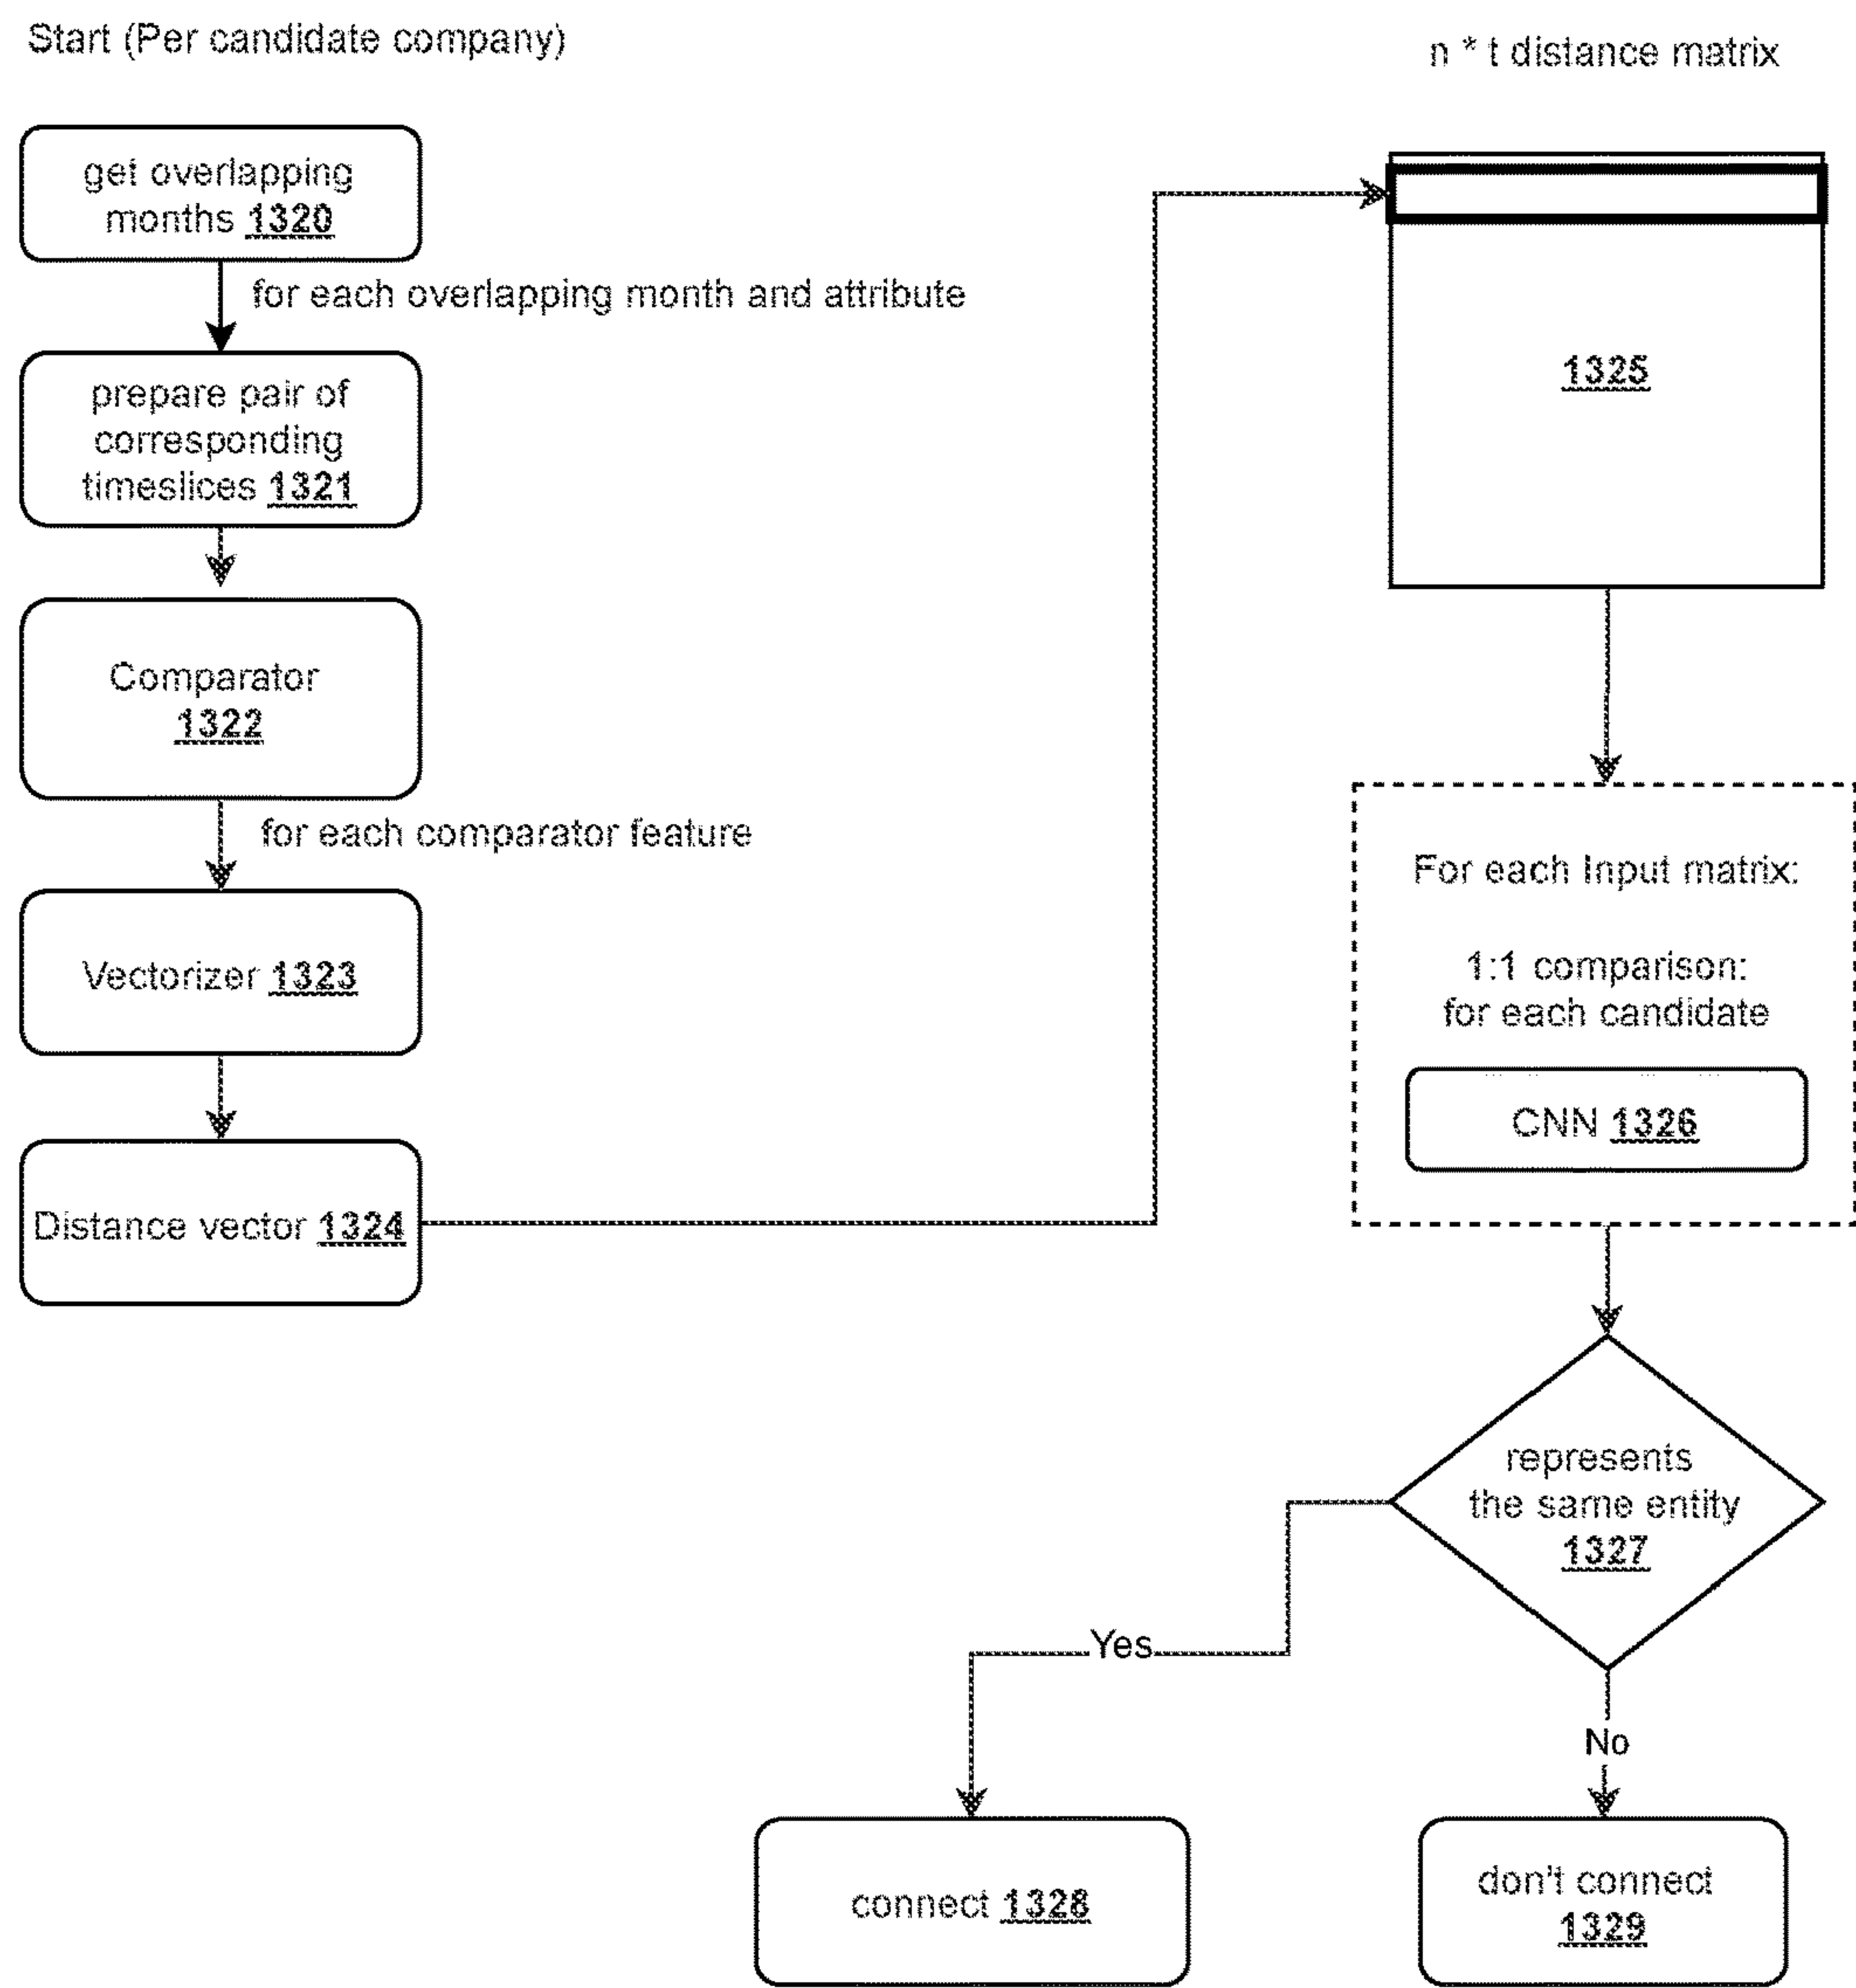 Start (Per candidate company)
get overlapping
months 1320
for each overlapping month and attribute
prepare pair of
corresponding
timeslices 1321
Comparator
1322
for each comparator feature
Vectorizer 1323
Distance vector 1324
n * t distance matrix
1325
For each Input matrix:
1:1 comparison:
for each candidate
CNN 1326
represents
the same entity
1327
Yes
No
connect 1328
don't connect
1329